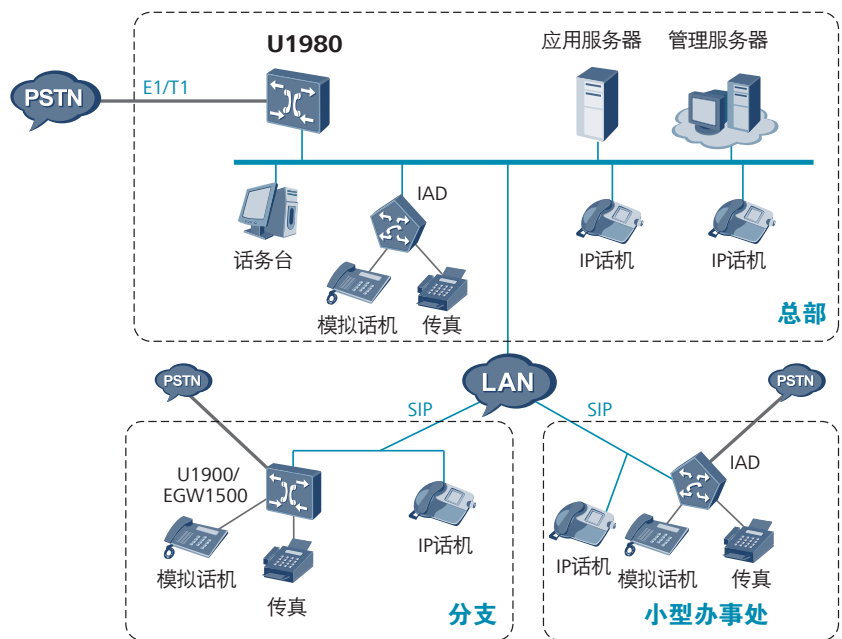 U1980
应用服务器
管理服务器
PSTN
E1/T1
IAD
话务台
IP话机
IP话机
模拟话机
传真
总部
LAN
PSTN
PSTN
SIP
SIP
U1900/
EGW1500
IAD
IP话机
模拟话机
传真
IP话机
模拟话机
传真
分支
小型办事处